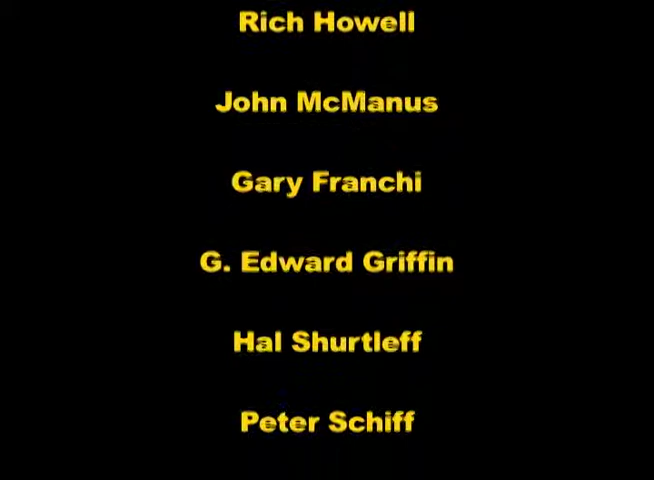 Rich Howell
John McManus
Gary Franchi
G. Edward Griffin
Hal Shurtleff
Peter Schiff